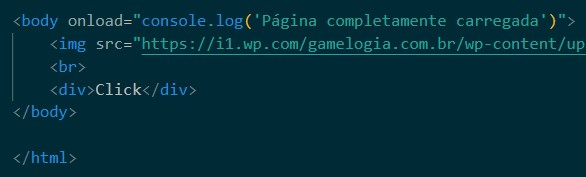 <body onload="console.log('Página completamente carregada')">
<img src="https://i1.wp.com/gamelogia.com.br/wp-content/up
<br>
<div>Click</div>
</body>
</html>